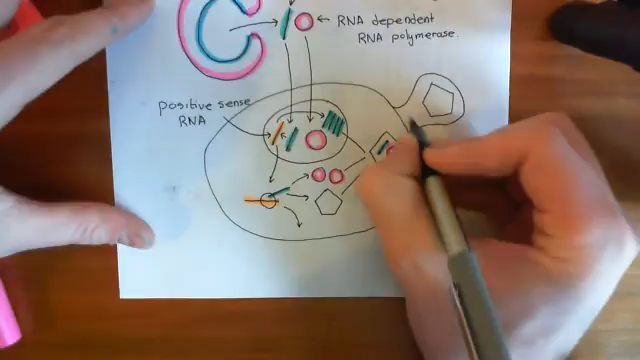 RNA dependent
RNA polymerase.
positive sense
RNA